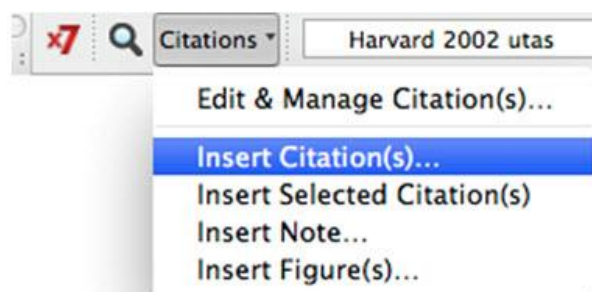 x7 Citations Harvard 2002 utas
Edit & Manage Citation(s)...
Insert Citation(s)...
Insert Selected Citation(s)
Insert Note...
Insert Figure(s)...